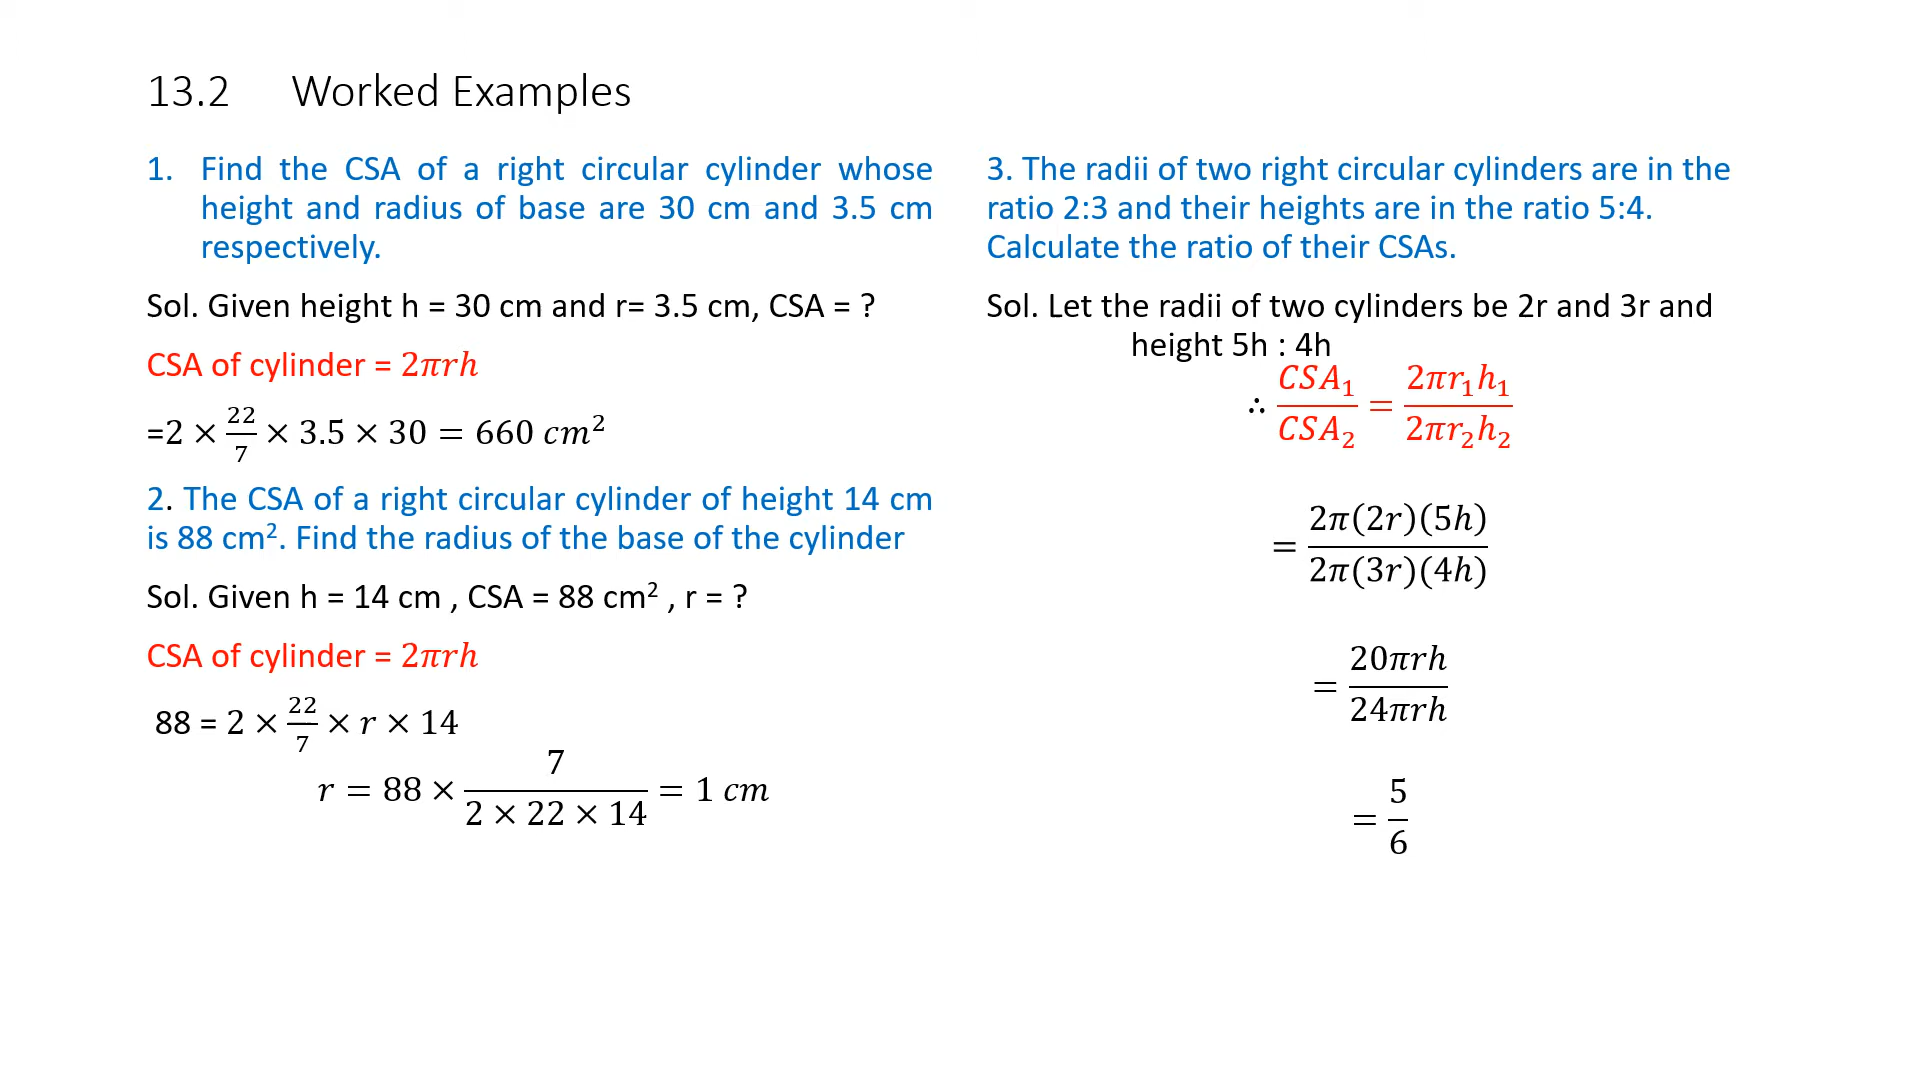 13.2 Worked Examples
1. Find the CSA of a right circular cylinder whose
height and radius of base are 30 cm and 3.5 cm
respectively.
Sol. Given height h = 30 cm and r= 3.5 cm, CSA = ?
CSA of cylinder = 2𝜋𝑟ℎ
=2 × 22/7 × 3.5 × 30 = 660 𝑐𝑚²
2. The CSA of a right circular cylinder of height 14 cm
is 88 cm². Find the radius of the base of the cylinder
Sol. Given h = 14 cm , CSA = 88 cm² , r = ?
CSA of cylinder = 2𝜋𝑟ℎ
88 = 2 × 22/7 × 𝑟 × 14
𝑟 = 88 × 7/(2 × 22 × 14) = 1 𝑐𝑚
3. The radii of two right circular cylinders are in the
ratio 2:3 and their heights are in the ratio 5:4.
Calculate the ratio of their CSAs.
Sol. Let the radii of two cylinders be 2r and 3r and
height 5h : 4h
∴ 𝐶𝑆𝐴₁/𝐶𝑆𝐴₂ = 2𝜋𝑟₁ℎ₁/2𝜋𝑟₂ℎ₂
= 2𝜋(2𝑟)(5ℎ)/2𝜋(3𝑟)(4ℎ)
= 20𝜋𝑟ℎ/24𝜋𝑟ℎ
= 5/6